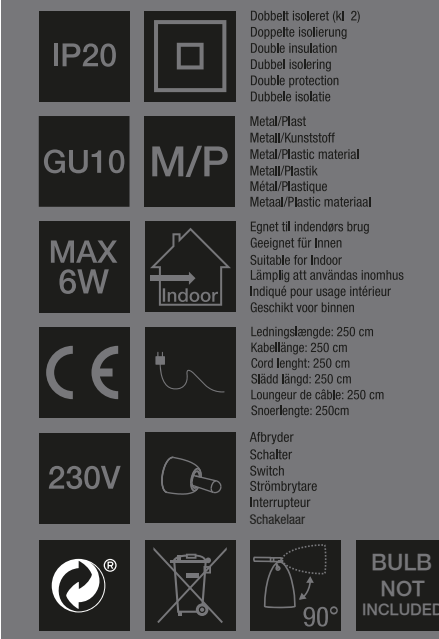 IP20
Dobbelt isoleret (kl 2)
Doppelte isolierung
Double insulation
Dubbel isolering
Double protection
Dubbele isolatie
GU10
M/P
Metal/Plast
Metall/Kunststoff
Metal/Plastic material
Metall/Plastik
Métal/Plastique
Metaal/Plastic materiaal
MAX
6W
Indoor
Egnet til indendørs brug
Geeignet für Innen
Suitable for Indoor
Lämplig att användas inomhus
Indiqué pour usage intérieur
Geschikt voor binnen
CE
Ledningslængde: 250 cm
Kabellänge: 250 cm
Cord lenght: 250 cm
Slädd längd: 250 cm
Loungeur de câble: 250 cm
Snoerlengte: 250cm
230V
Afbryder
Schalter
Switch
Strömbrytare
Interrupteur
Schakelaar
®
90°
BULB
NOT
INCLUDED